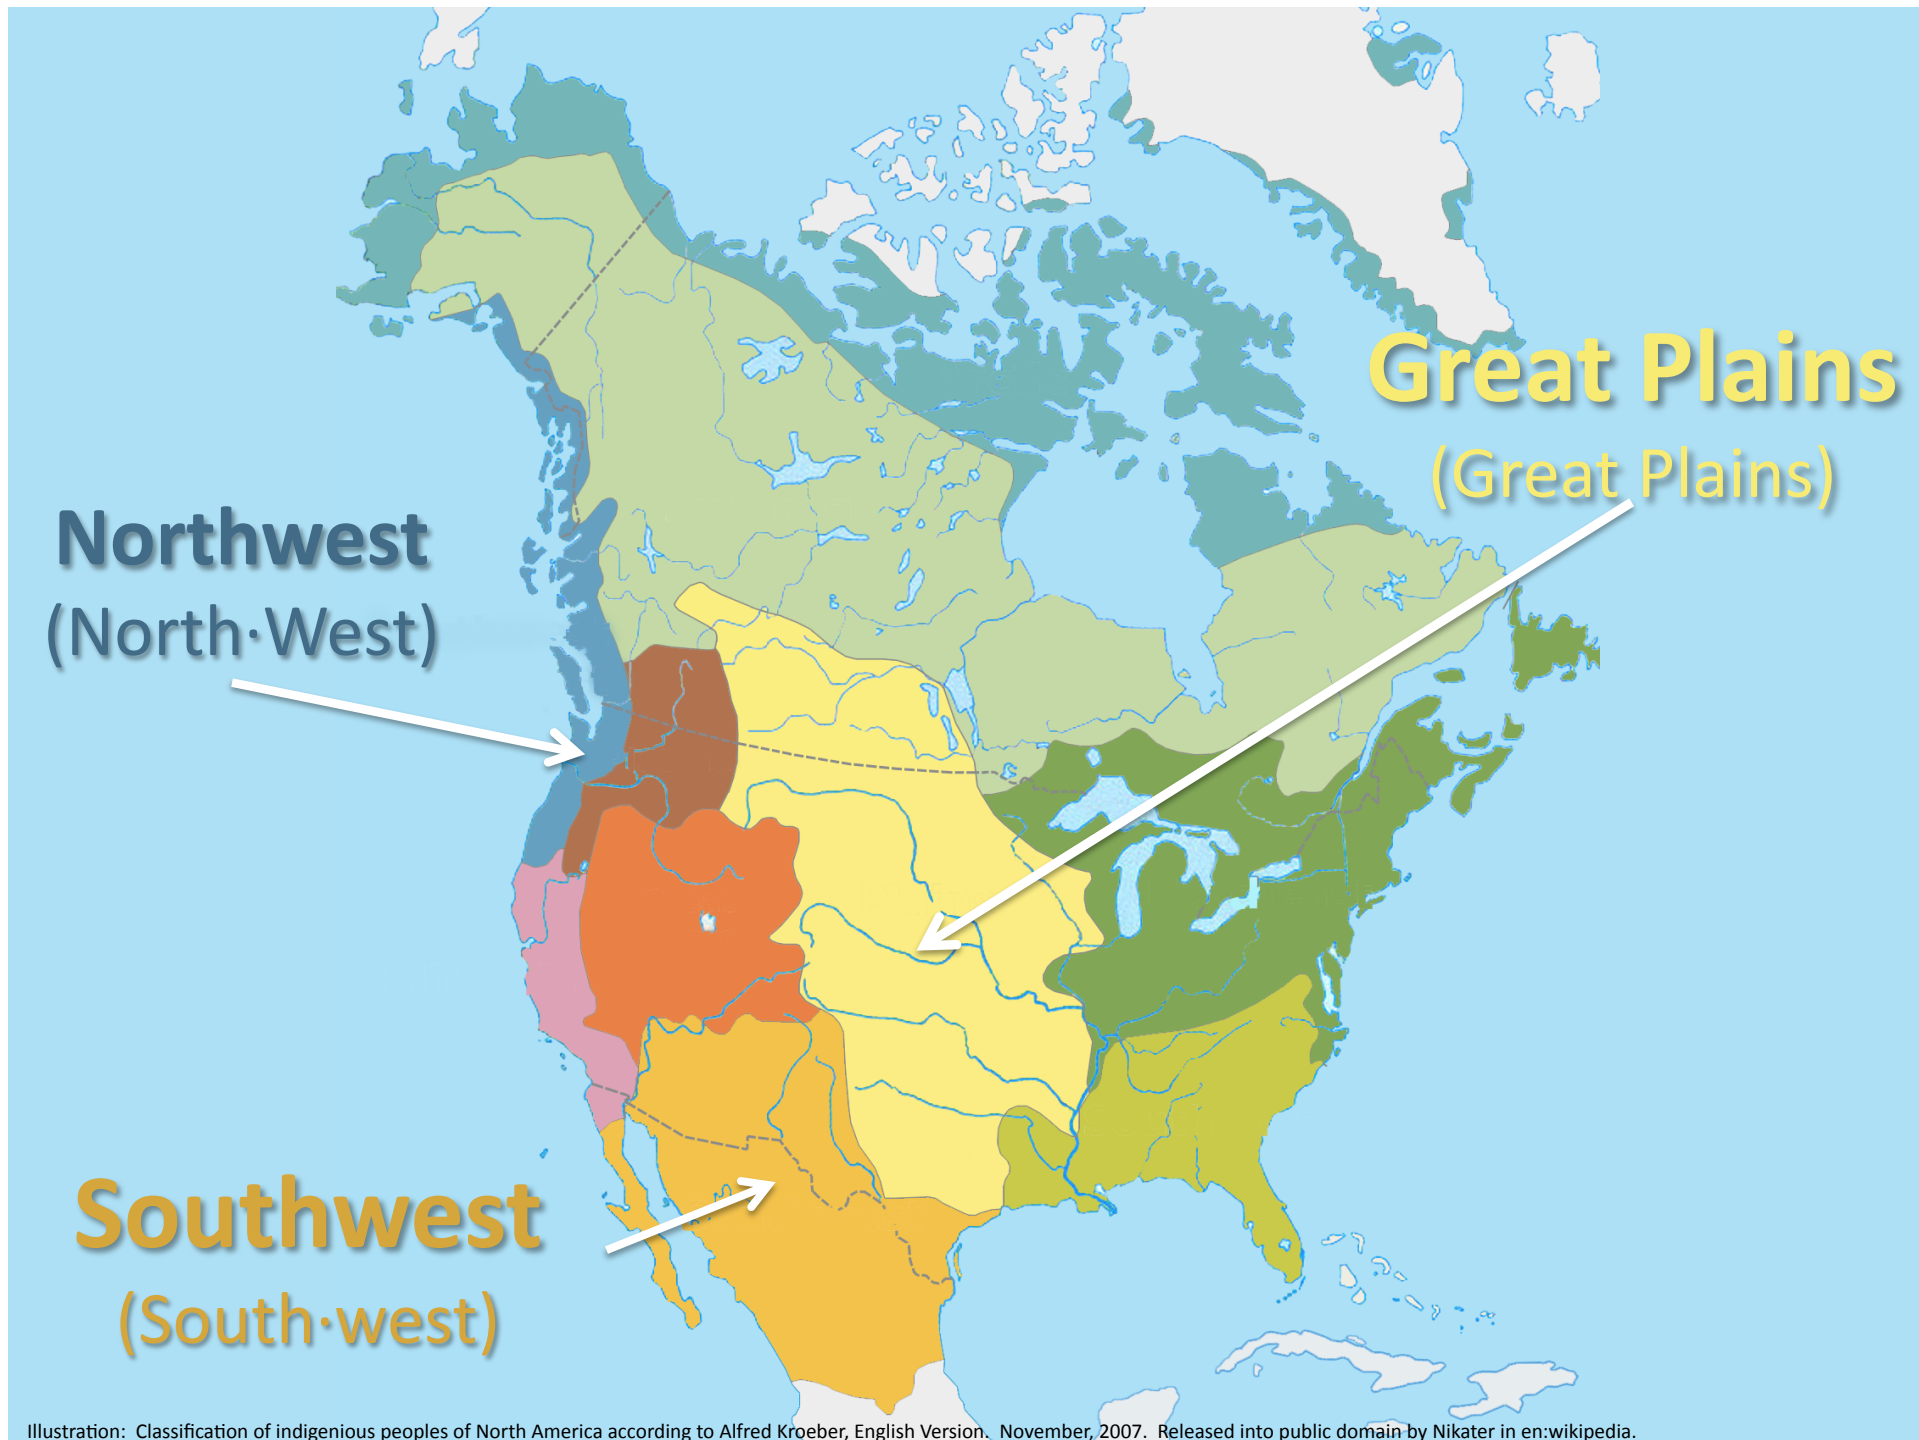 Great Plains
(Great Plains)
Northwest
(North·West)
Southwest
(South·west)
Illustration: Classification of indigenious peoples of North America according to Alfred Kroeber, English Version. November, 2007. Released into public domain by Nikater in en:wikipedia.